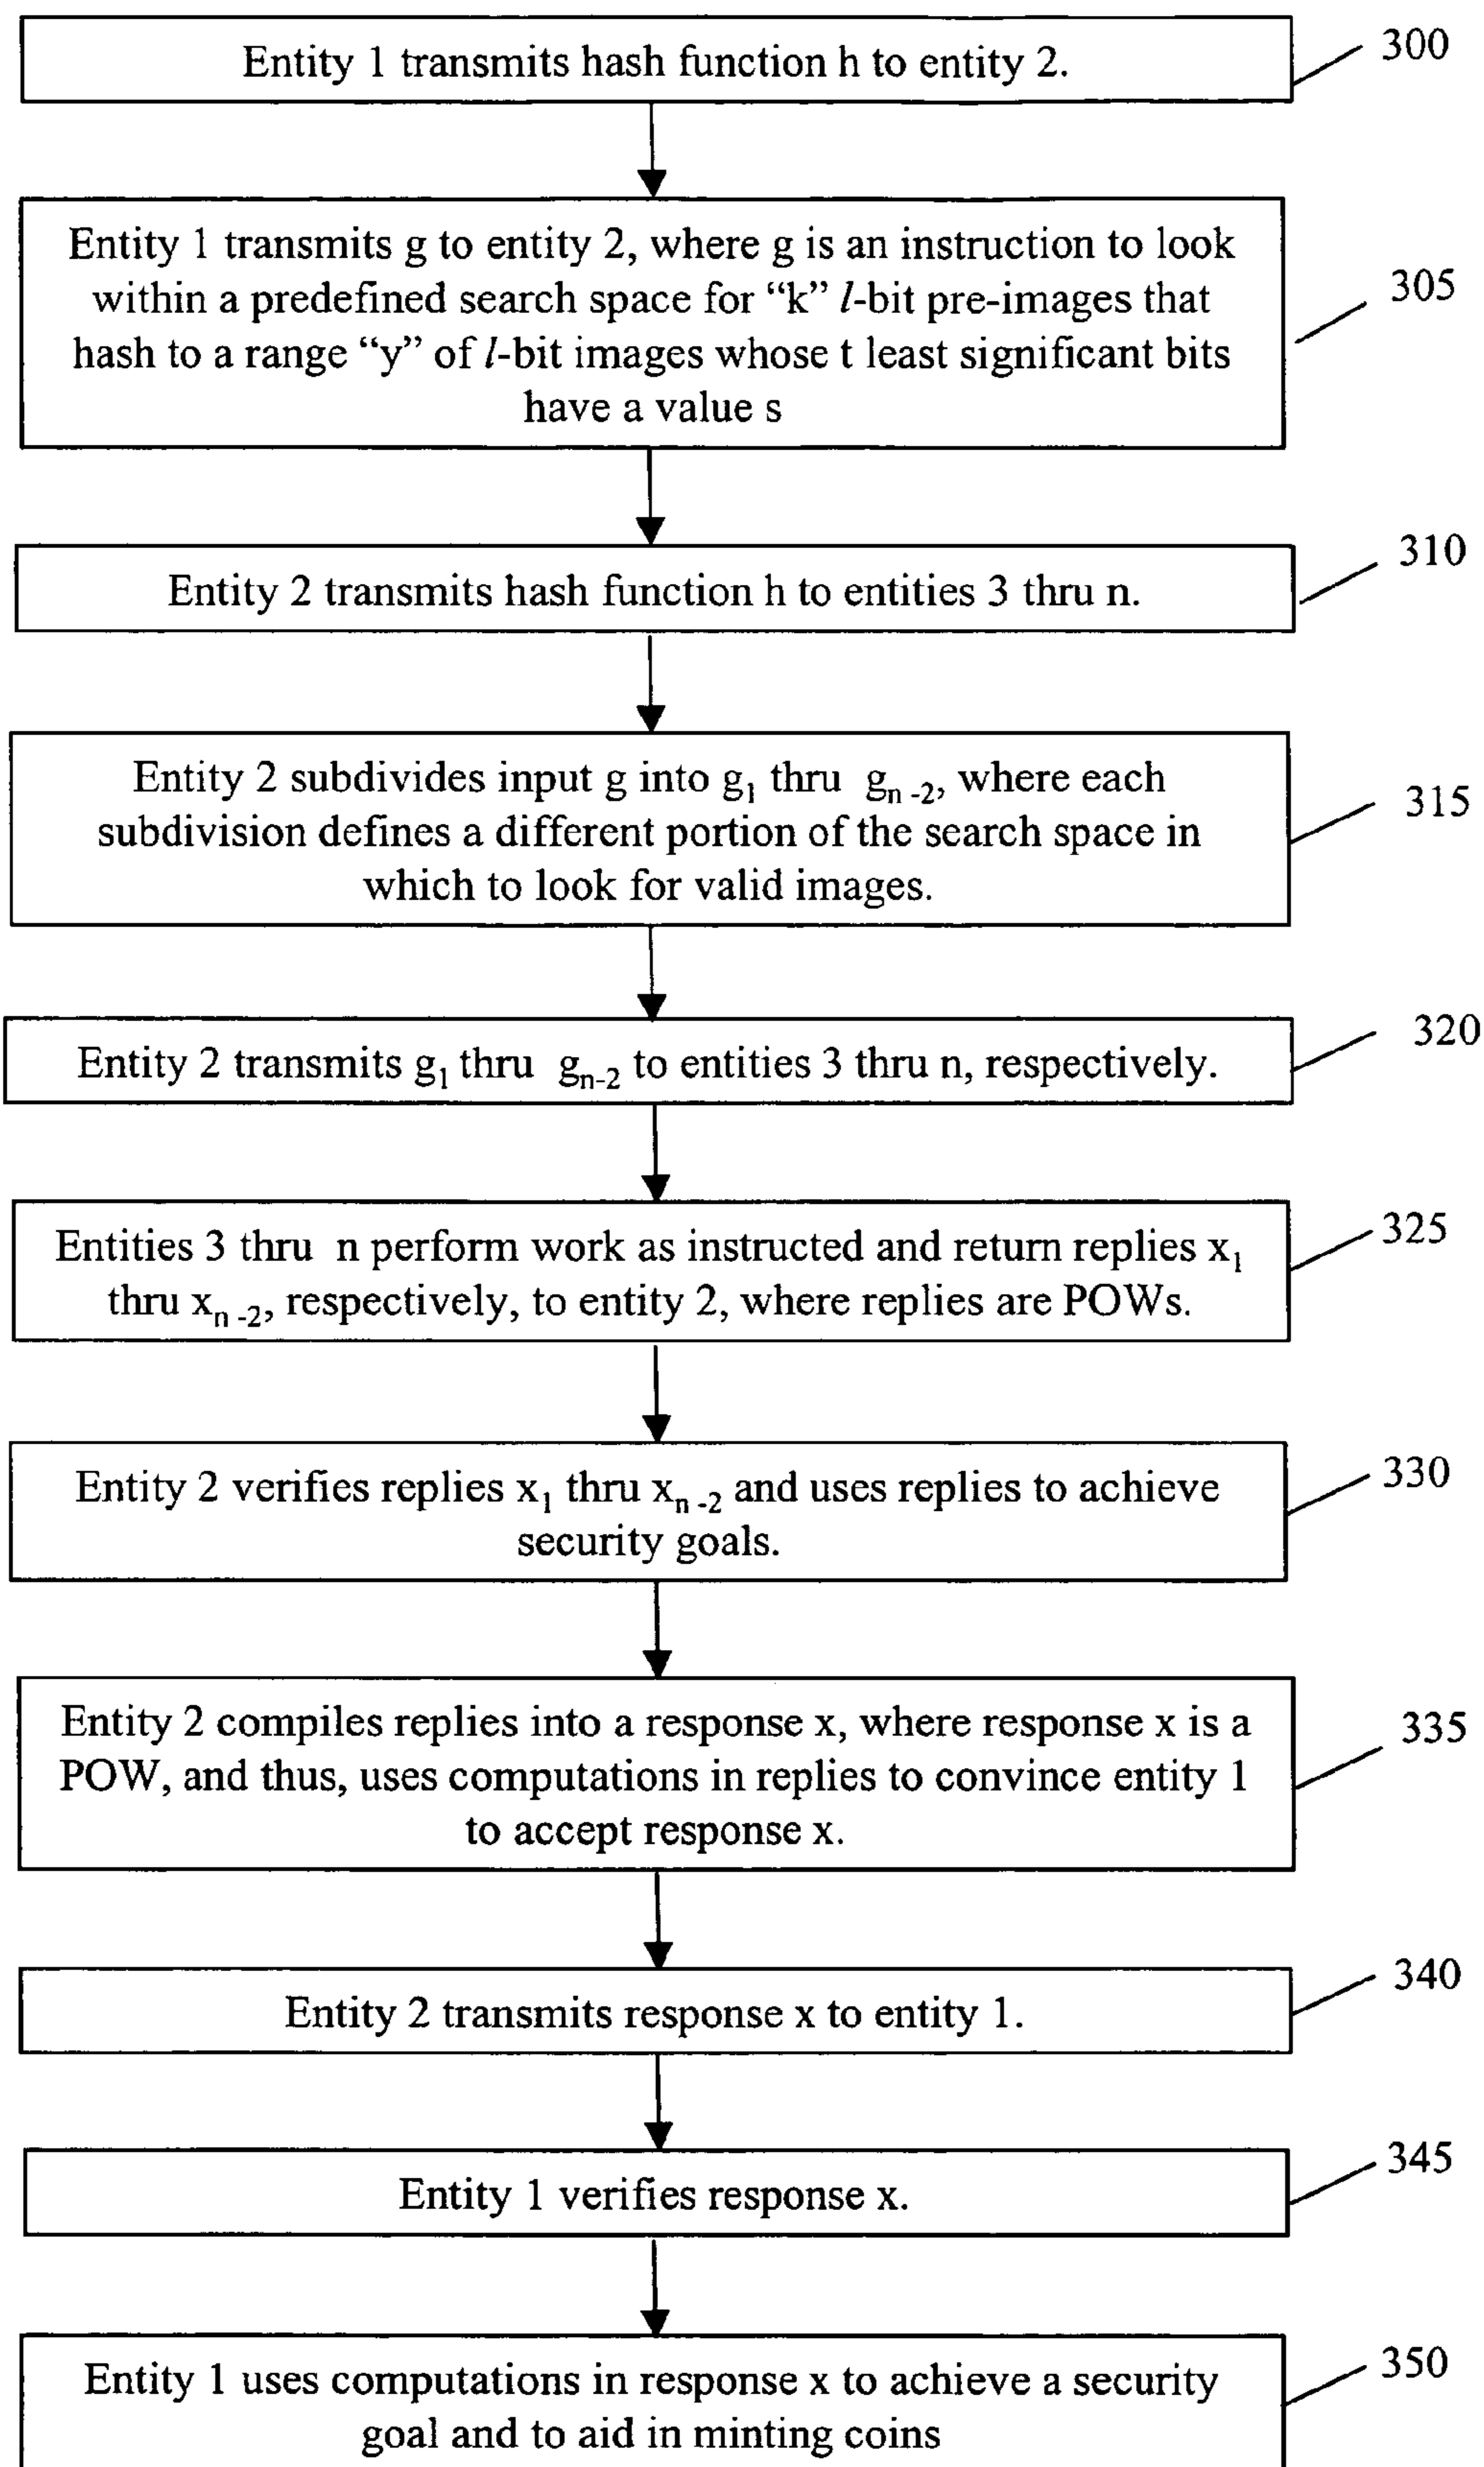 Entity 1 transmits hash function h to entity 2.
300
Entity 1 transmits g to entity 2, where g is an instruction to look
within a predefined search space for “k” l-bit pre-images that
hash to a range “y” of l-bit images whose t least significant bits
have a value s
305
Entity 2 transmits hash function h to entities 3 thru n.
310
Entity 2 subdivides input g into g₁ thru gₙ₋₂, where each
subdivision defines a different portion of the search space in
which to look for valid images.
315
Entity 2 transmits g₁ thru gₙ₋₂ to entities 3 thru n, respectively.
320
Entities 3 thru n perform work as instructed and return replies x₁
thru xₙ₋₂, respectively, to entity 2, where replies are POWs.
325
Entity 2 verifies replies x₁ thru xₙ₋₂ and uses replies to achieve
security goals.
330
Entity 2 compiles replies into a response x, where response x is a
POW, and thus, uses computations in replies to convince entity 1
to accept response x.
335
Entity 2 transmits response x to entity 1.
340
Entity 1 verifies response x.
345
Entity 1 uses computations in response x to achieve a security
goal and to aid in minting coins
350